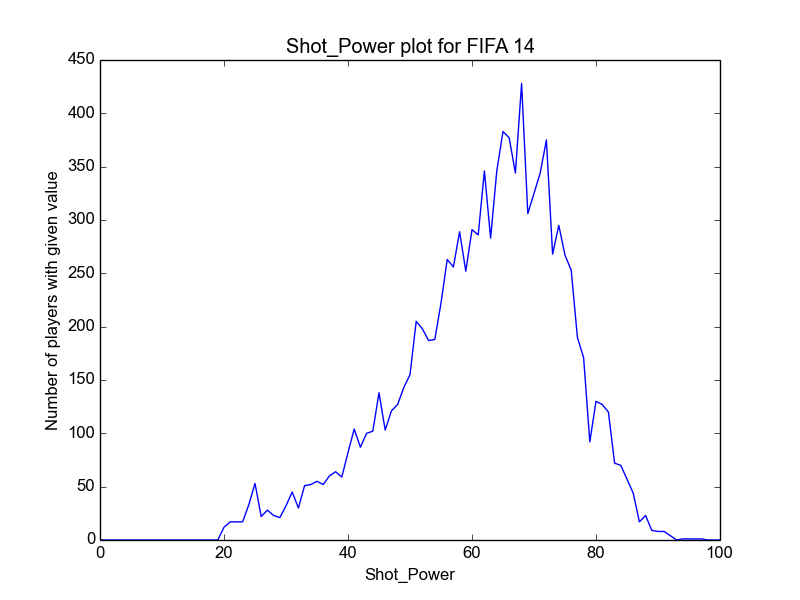 Shot_Power plot for FIFA 14
Number of players with given value
450
400
350
300
250
200
150
100
50
0
0 20 40 60 80 100
Shot_Power